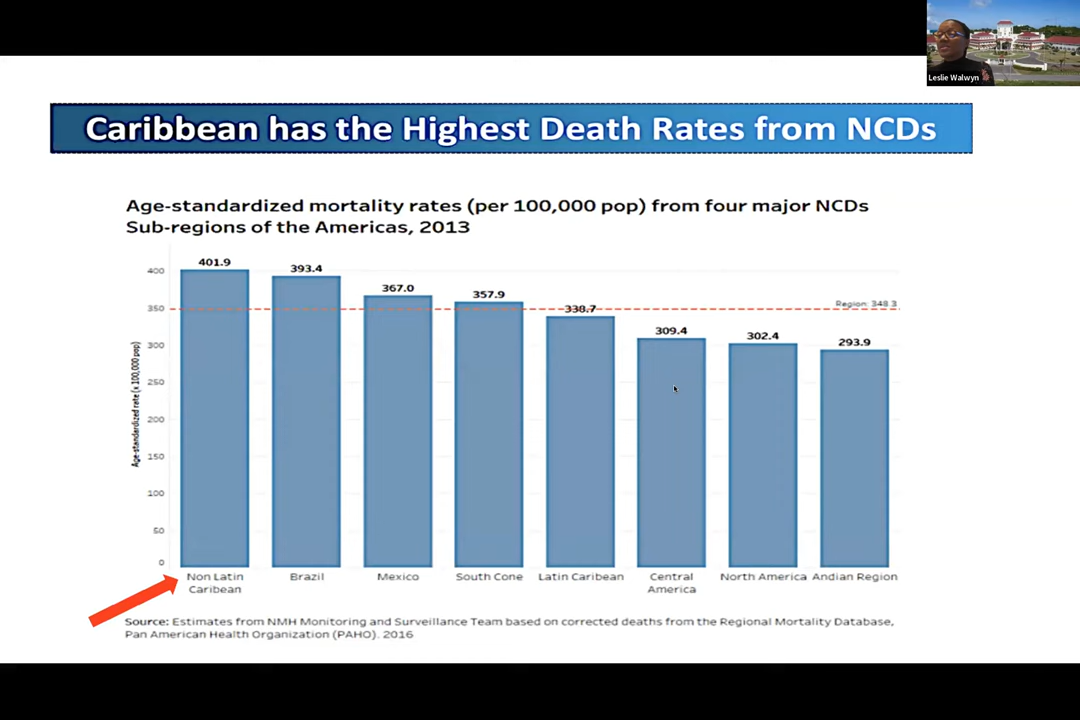 Leslie Walwyn
Caribbean has the Highest Death Rates from NCDs
Age-standardized mortality rates (per 100,000 pop) from four major NCDs
Sub-regions of the Americas, 2013
Age-standardized rate (x 100,000 pop)
400
350
300
250
200
150
100
50
0
401.9
393.4
367.0
357.9
338.7
309.4
302.4
293.9
Region: 348.3
Non Latin
Caribean
Brazil
Mexico
South Cone
Latin Caribean
Central
America
North America
Andian Region
Source: Estimates from NMH Monitoring and Surveillance Team based on corrected deaths from the Regional Mortality Database,
Pan American Health Organization (PAHO). 2016